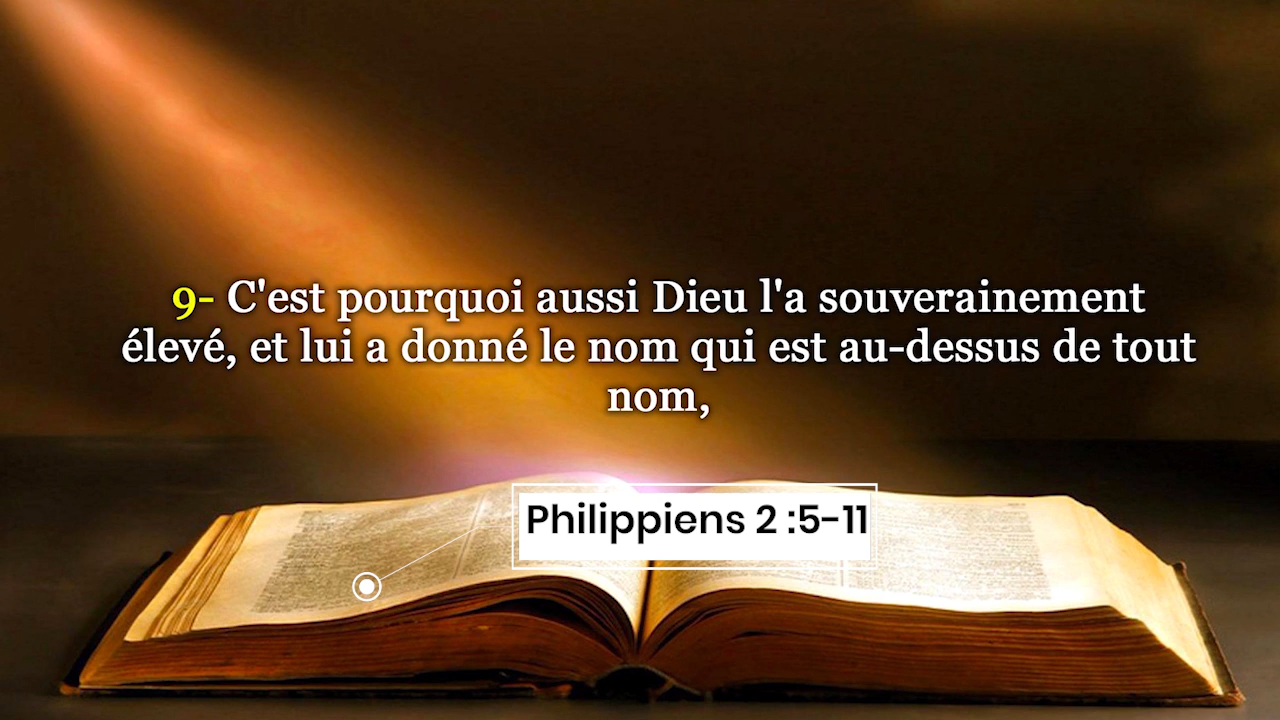 9- C'est pourquoi aussi Dieu l'a souverainement
élevé, et lui a donné le nom qui est au-dessus de tout
nom,
Philippiens 2 :5-11